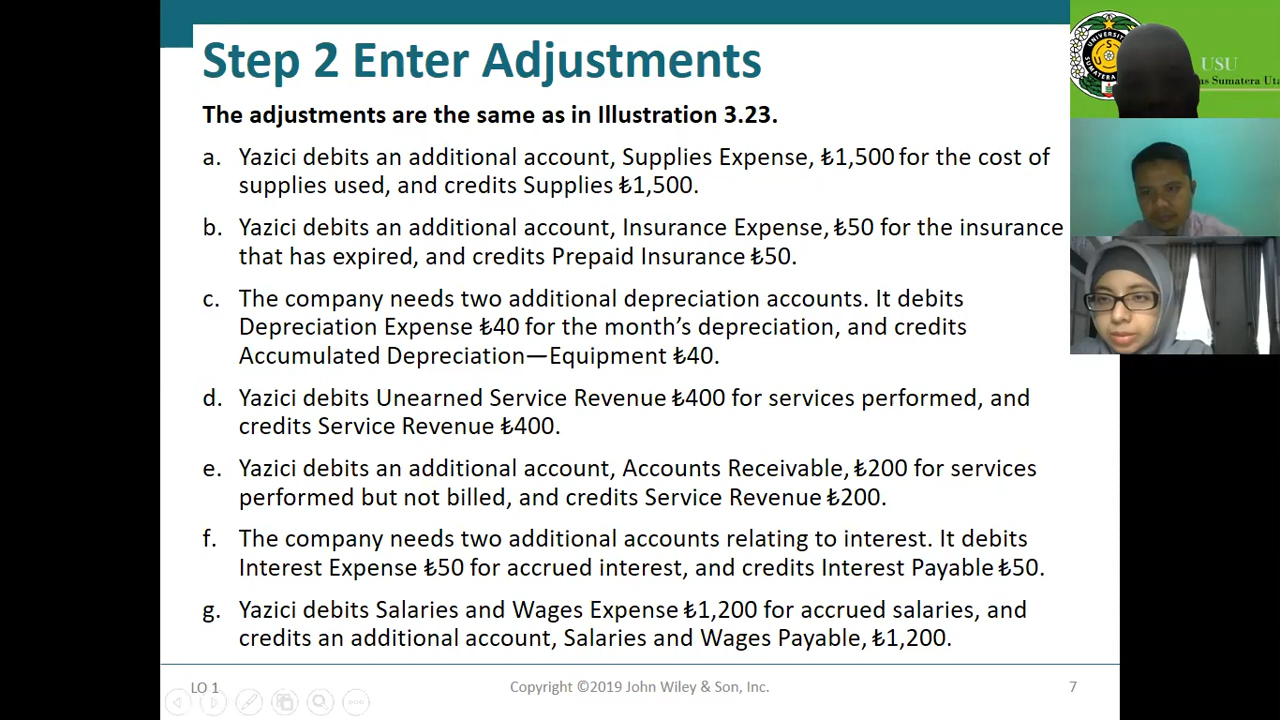 Step 2 Enter Adjustments
The adjustments are the same as in Illustration 3.23.
a. Yazici debits an additional account, Supplies Expense, ₺1,500 for the cost of
supplies used, and credits Supplies ₺1,500.
b. Yazici debits an additional account, Insurance Expense, ₺50 for the insurance
that has expired, and credits Prepaid Insurance ₺50.
c. The company needs two additional depreciation accounts. It debits
Depreciation Expense ₺40 for the month’s depreciation, and credits
Accumulated Depreciation—Equipment ₺40.
d. Yazici debits Unearned Service Revenue ₺400 for services performed, and
credits Service Revenue ₺400.
e. Yazici debits an additional account, Accounts Receivable, ₺200 for services
performed but not billed, and credits Service Revenue ₺200.
f. The company needs two additional accounts relating to interest. It debits
Interest Expense ₺50 for accrued interest, and credits Interest Payable ₺50.
g. Yazici debits Salaries and Wages Expense ₺1,200 for accrued salaries, and
credits an additional account, Salaries and Wages Payable, ₺1,200.
LO 1
Copyright ©2019 John Wiley & Son, Inc.
7
USU
Sumatera